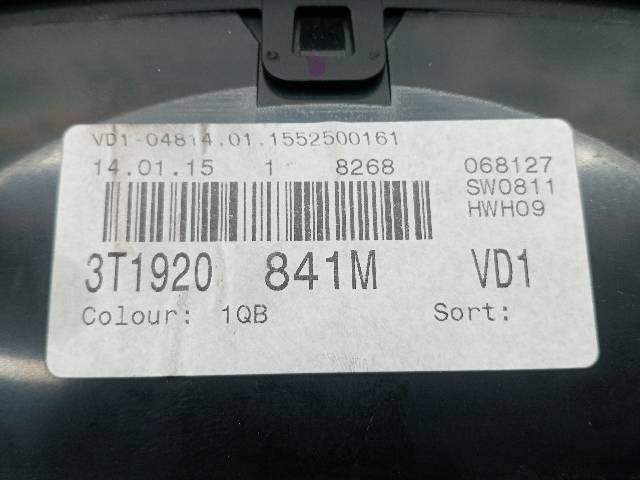 VD1-04814.01.1552500161
14.01.15 1 8268 068127
SW0811
HWH09
3T1920 841M VD1
Colour: 1QB Sort: